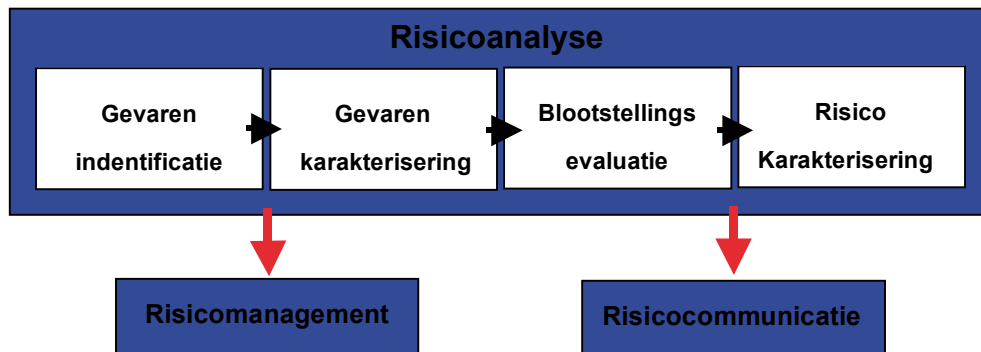 Risicoanalyse
Gevaren
indentificatie
Gevaren
karakterisering
Blootstellings
evaluatie
Risico
Karakterisering
Risicomanagement
Risicocommunicatie